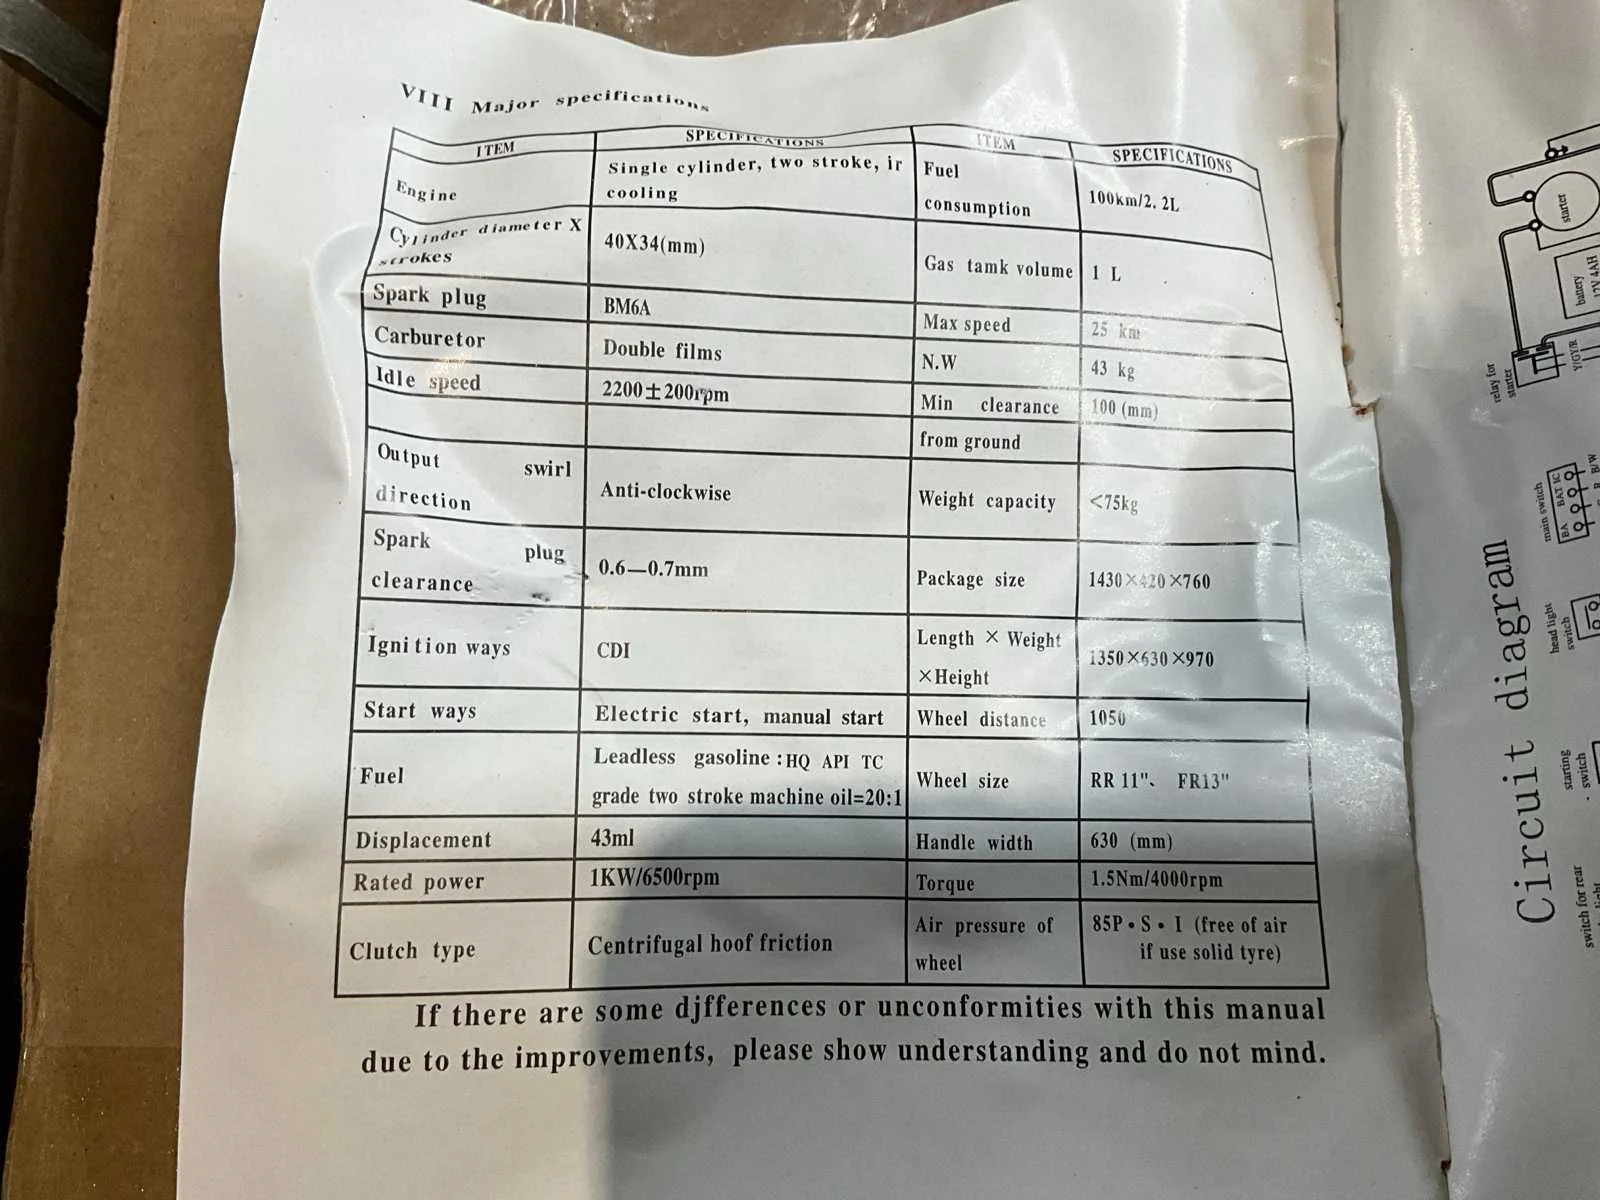 VIII Major specifications
ITEM
SPECIFICATIONS
ITEM
SPECIFICATIONS
Engine
Single cylinder, two stroke, ir
cooling
Fuel
consumption
100km/2. 2L
Cylinder diameter X
strokes
40X34(mm)
Gas tamk volume
1 L
Spark plug
BM6A
Max speed
25 km
Carburetor
Double films
N.W
43 kg
Idle speed
2200±200rpm
Min clearance
100 (mm)
from ground
Output swirl
direction
Anti-clockwise
Weight capacity
<75kg
Spark plug
clearance
0.6—0.7mm
Package size
1430×420×760
Ignition ways
CDI
Length × Weight
×Height
1350×630×970
Start ways
Electric start, manual start
Wheel distance
1050
Fuel
Leadless gasoline:HQ API TC
grade two stroke machine oil=20:1
Wheel size
RR 11"、 FR13"
Displacement
43ml
Handle width
630 (mm)
Rated power
1KW/6500rpm
Torque
1.5Nm/4000rpm
Clutch type
Centrifugal hoof friction
Air pressure of
wheel
85P•S•I (free of air
if use solid tyre)
If there are some djfferences or unconformities with this manual
due to the improvements, please show understanding and do not mind.
Circuit diagram
starter
battery
12V 4AH
relay for
starter
Y/GY/R
main switch
BA BAT IC
B/W
head light
switch
starting
switch
switch for rear